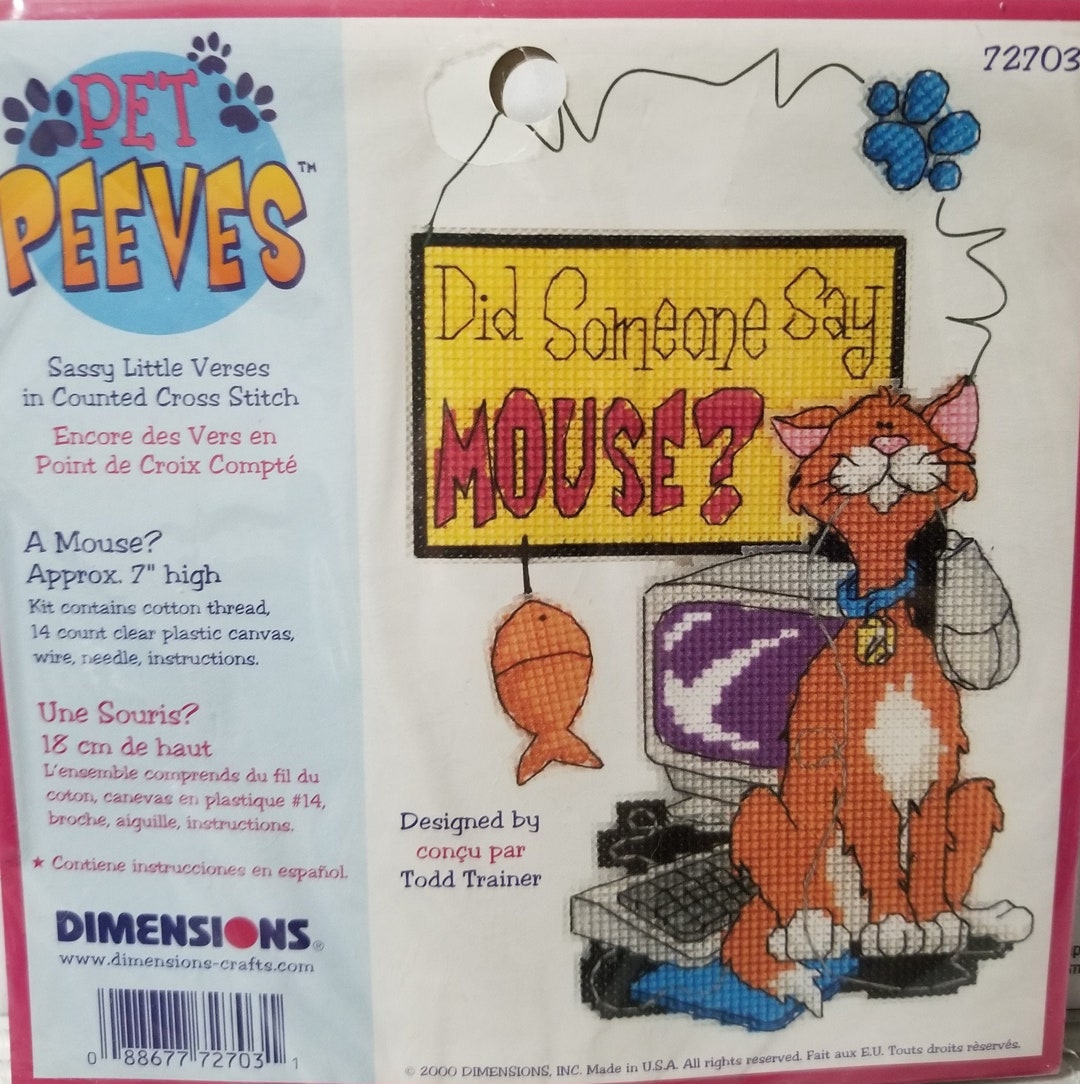 PET
PEEVES™
Sassy Little Verses
in Counted Cross Stitch
Encore des Vers en
Point de Croix Compté
A Mouse?
Approx. 7" high
Kit contains cotton thread,
14 count clear plastic canvas,
wire, needle, instructions.
Une Souris?
18 cm de haut
L'ensemble comprends du fil du
coton, canevas en plastique #14,
broche, aiguille, instructions.
★ Contiene instrucciones en español.
DIMENSIONS®
www.dimensions-crafts.com
0 88677 72703 1
72703
Did Someone Say
MOUSE?
Designed by
conçu par
Todd Trainer
© 2000 DIMENSIONS, INC. Made in U.S.A. All rights reserved. Fait aux E.U. Touts droits rèservés.